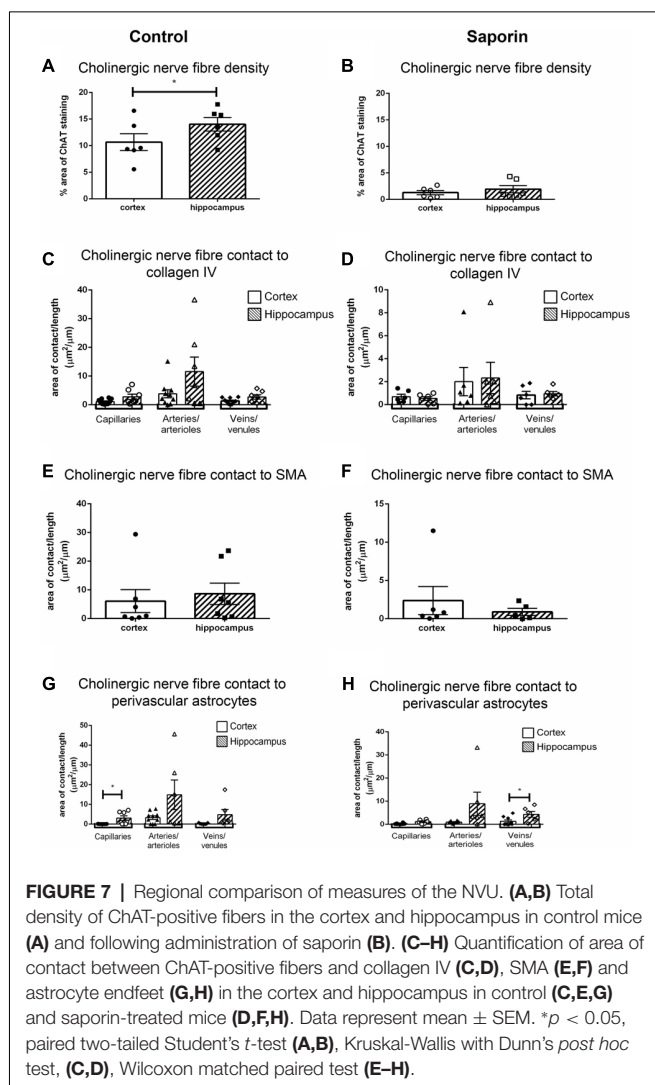 Control
Saporin
A
Cholinergic nerve fibre density
% area of ChAT staining
20
15
10
5
0
*
cortex
hippocampus
B
Cholinergic nerve fibre density
% area of ChAT staining
20
15
10
5
0
cortex
hippocampus
C
Cholinergic nerve fibre contact to
collagen IV
area of contact/length
(µm²/µm)
40
30
20
10
0
Cortex
Hippocampus
Capillaries
Arteries/
arterioles
Veins/
venules
D
Cholinergic nerve fibre contact to
collagen IV
area of contact/length
(µm²/µm)
10
8
6
4
2
0
Cortex
Hippocampus
Capillaries
Arteries/
arterioles
Veins/
venules
E
Cholinergic nerve fibre contact to SMA
area of contact/length
(µm²/µm)
40
30
20
10
0
cortex
hippocampus
F
Cholinergic nerve fibre contact to SMA
area of contact/length
(µm²/µm)
15
10
5
0
cortex
hippocampus
G
Cholinergic nerve fibre contact to
perivascular astrocytes
area of contact/length
(µm²/µm)
50
40
30
20
10
0
*
Cortex
Hippocampus
Capillaries
Arteries/
arterioles
Veins/
venules
H
Cholinergic nerve fibre contact to
perivascular astrocytes
area of contact/length
(µm²/µm)
40
30
20
10
0
*
Cortex
Hippocampus
Capillaries
Arteries/
arterioles
Veins/
venules
FIGURE 7 | Regional comparison of measures of the NVU. (A,B) Total
density of ChAT-positive fibers in the cortex and hippocampus in control mice
(A) and following administration of saporin (B). (C–H) Quantification of area of
contact between ChAT-positive fibers and collagen IV (C,D), SMA (E,F) and
astrocyte endfeet (G,H) in the cortex and hippocampus in control (C,E,G)
and saporin-treated mice (D,F,H). Data represent mean ± SEM. *p < 0.05,
paired two-tailed Student's t-test (A,B), Kruskal-Wallis with Dunn's post hoc
test, (C,D), Wilcoxon matched paired test (E–H).